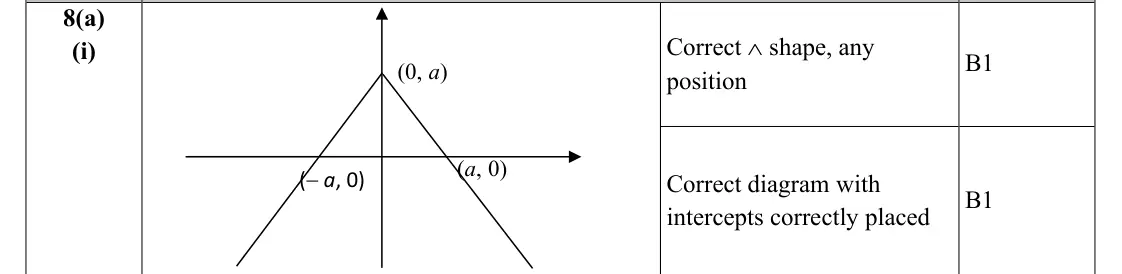 8(a)
(i)
(0, a)
(– a, 0)
(a, 0)
Correct ∧ shape, any
position
B1
Correct diagram with
intercepts correctly placed
B1